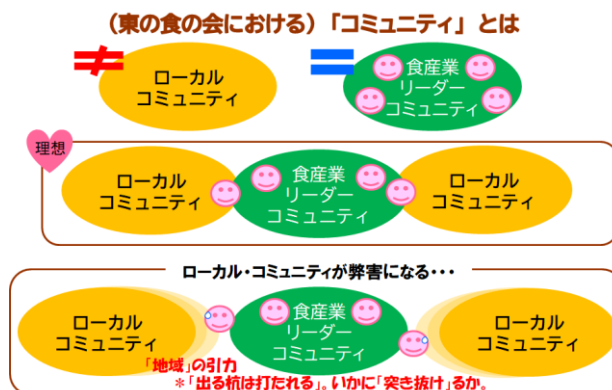 （東の食の会における）「コミュニティ」とは
≠
ローカル
コミュニティ
＝
食産業
リーダー
コミュニティ
理想
ローカル
コミュニティ
食産業
リーダー
コミュニティ
ローカル
コミュニティ
ローカル・コミュニティが弊害になる・・・
ローカル
コミュニティ
食産業
リーダー
コミュニティ
ローカル
コミュニティ
「地域」の引力
＊「出る杭は打たれる」。いかに「突き抜け」るか。